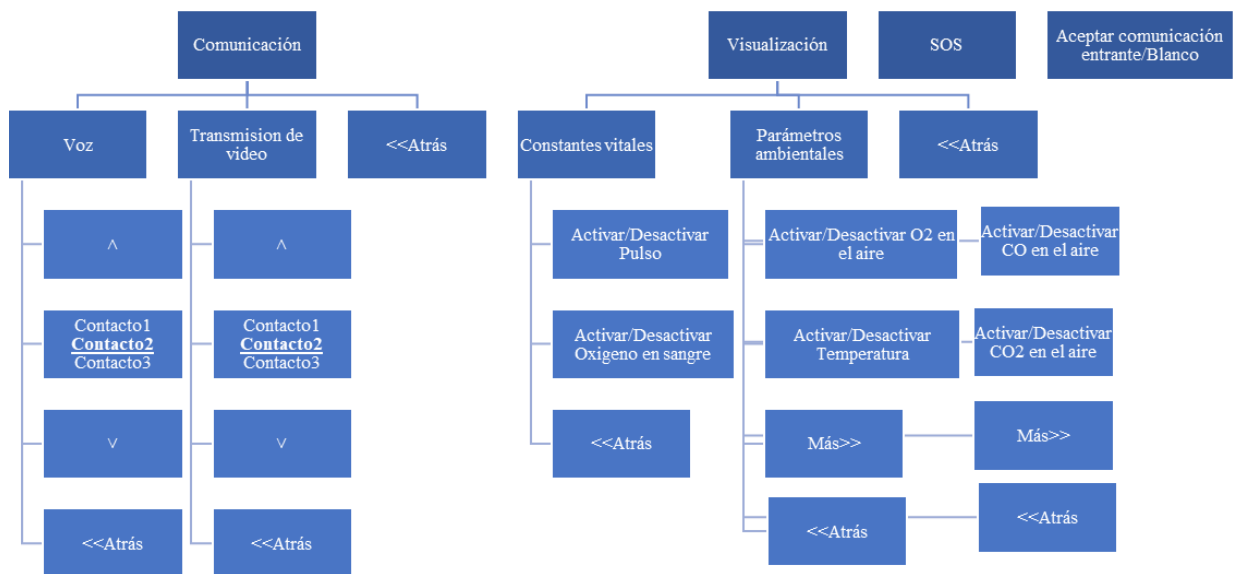 Comunicación
Visualización
SOS
Aceptar comunicación
entrante/Blanco
Voz
Transmision de
video
<<Atrás
Constantes vitales
Parámetros
ambientales
<<Atrás
^
^
Activar/Desactivar
Pulso
Activar/Desactivar O2 en
el aire
Activar/Desactivar
CO en el aire
Contacto1
Contacto2
Contacto3
Contacto1
Contacto2
Contacto3
Activar/Desactivar
Oxigeno en sangre
Activar/Desactivar
Temperatura
Activar/Desactivar
CO2 en el aire
v
v
<<Atrás
Más>>
Más>>
<<Atrás
<<Atrás
<<Atrás
<<Atrás